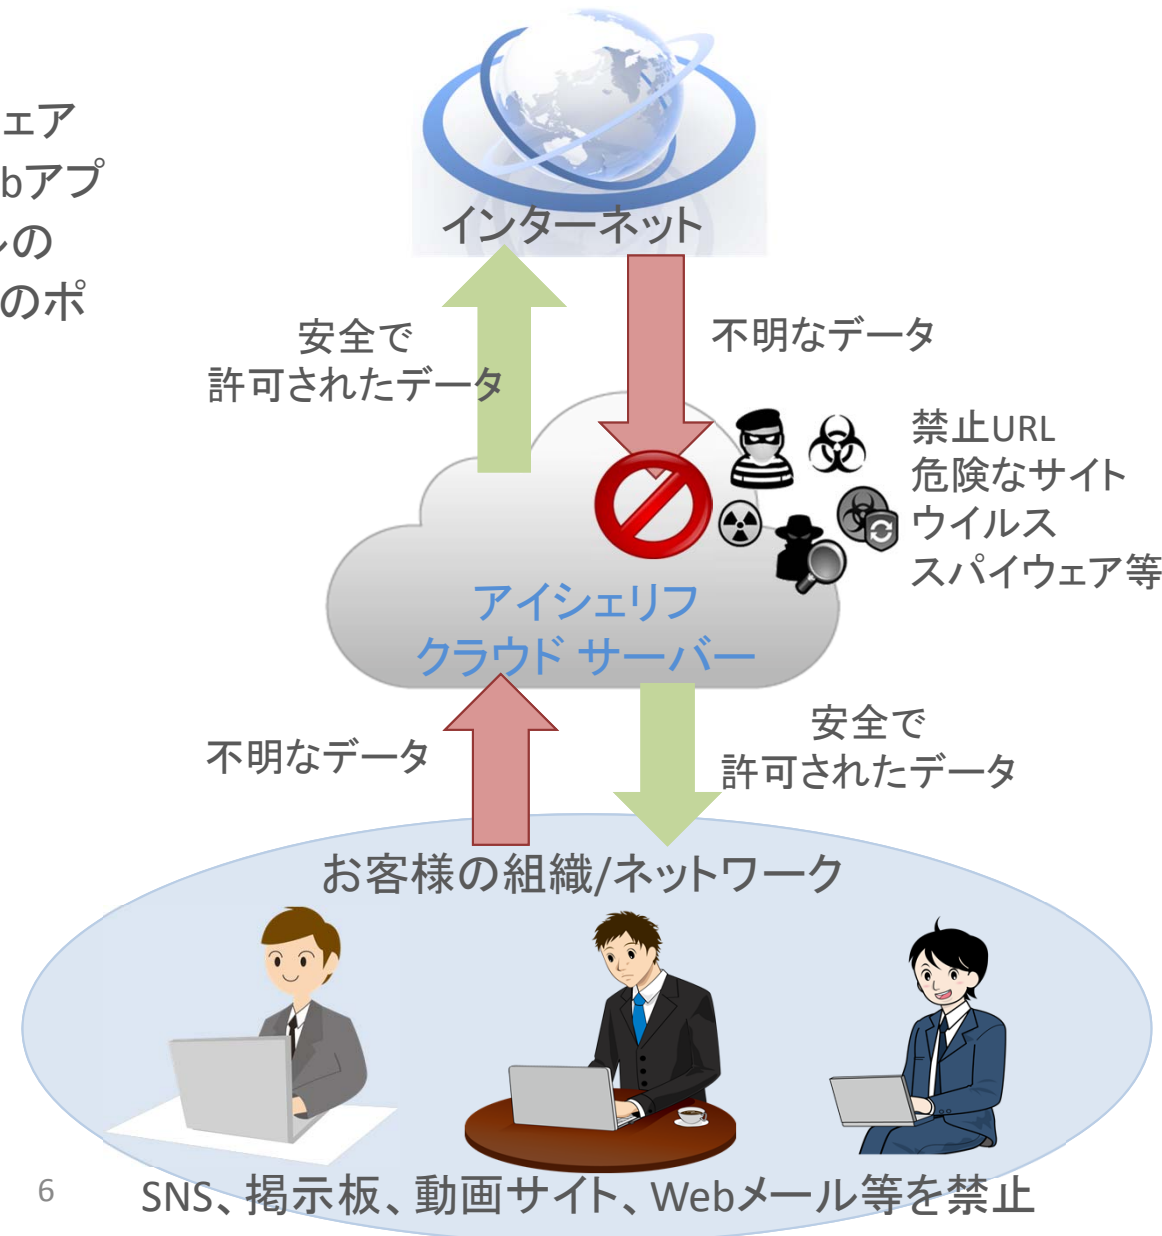 ェア
bアプ
ルの
のポ
インターネット
安全で
許可されたデータ
不明なデータ
禁止URL
危険なサイト
ウイルス
スパイウェア等
アイシェリフ
クラウド サーバー
不明なデータ
安全で
許可されたデータ
お客様の組織/ネットワーク
SNS、掲示板、動画サイト、Webメール等を禁止
6